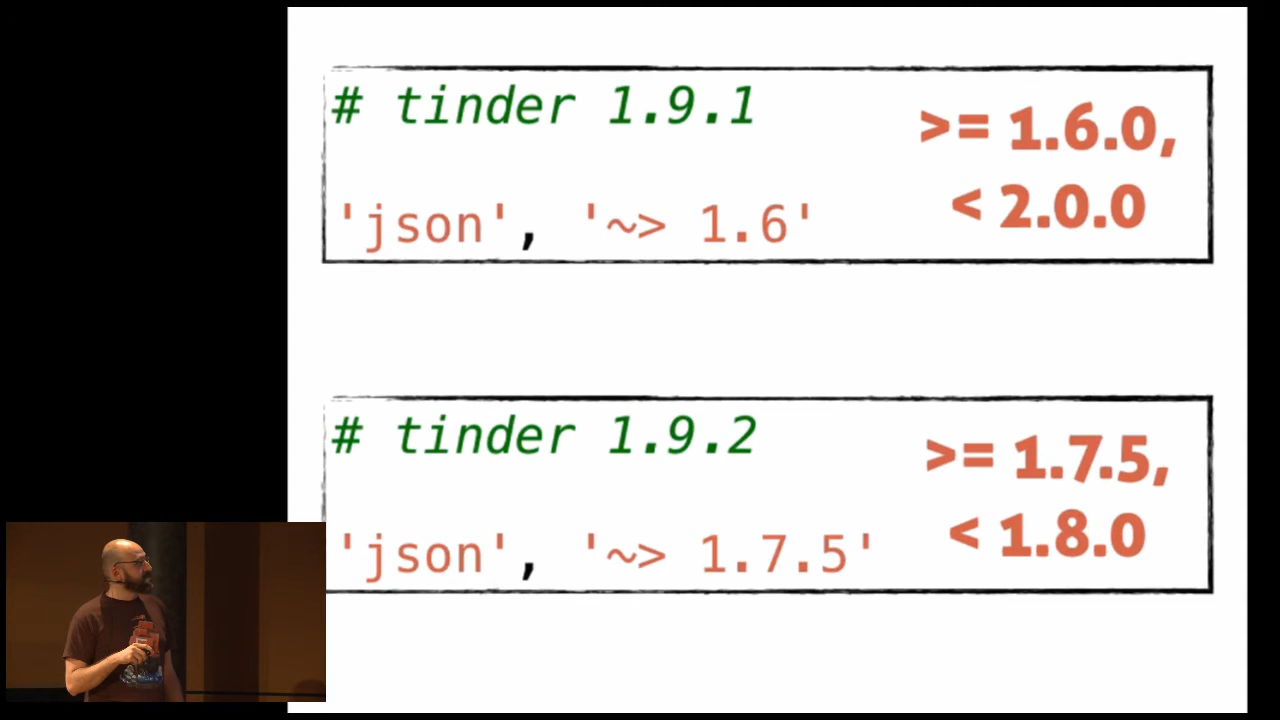 # tinder 1.9.1
>= 1.6.0,
< 2.0.0
'json', '~> 1.6'
# tinder 1.9.2
>= 1.7.5,
< 1.8.0
'json', '~> 1.7.5'